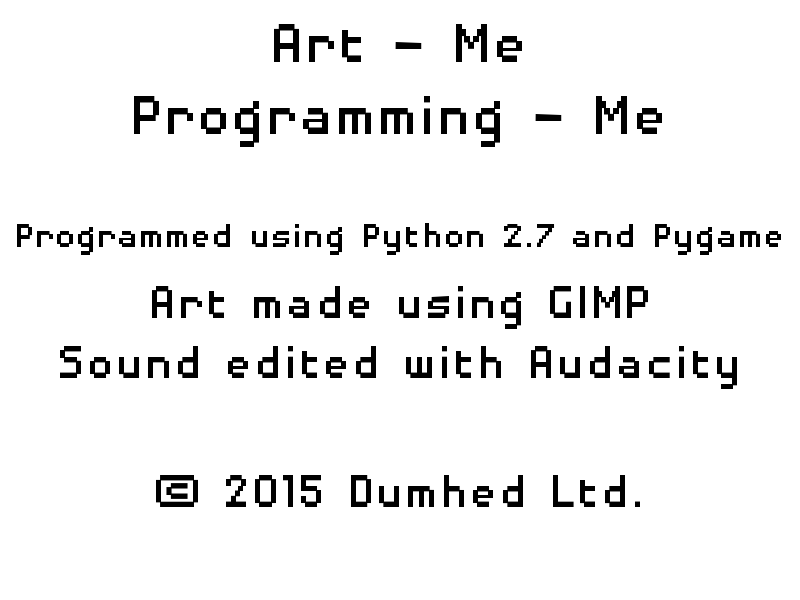 Art - Me
Programming - Me
Programmed using Python 2.7 and Pygame
Art made using GIMP
Sound edited with Audacity
© 2015 Dumhed Ltd.